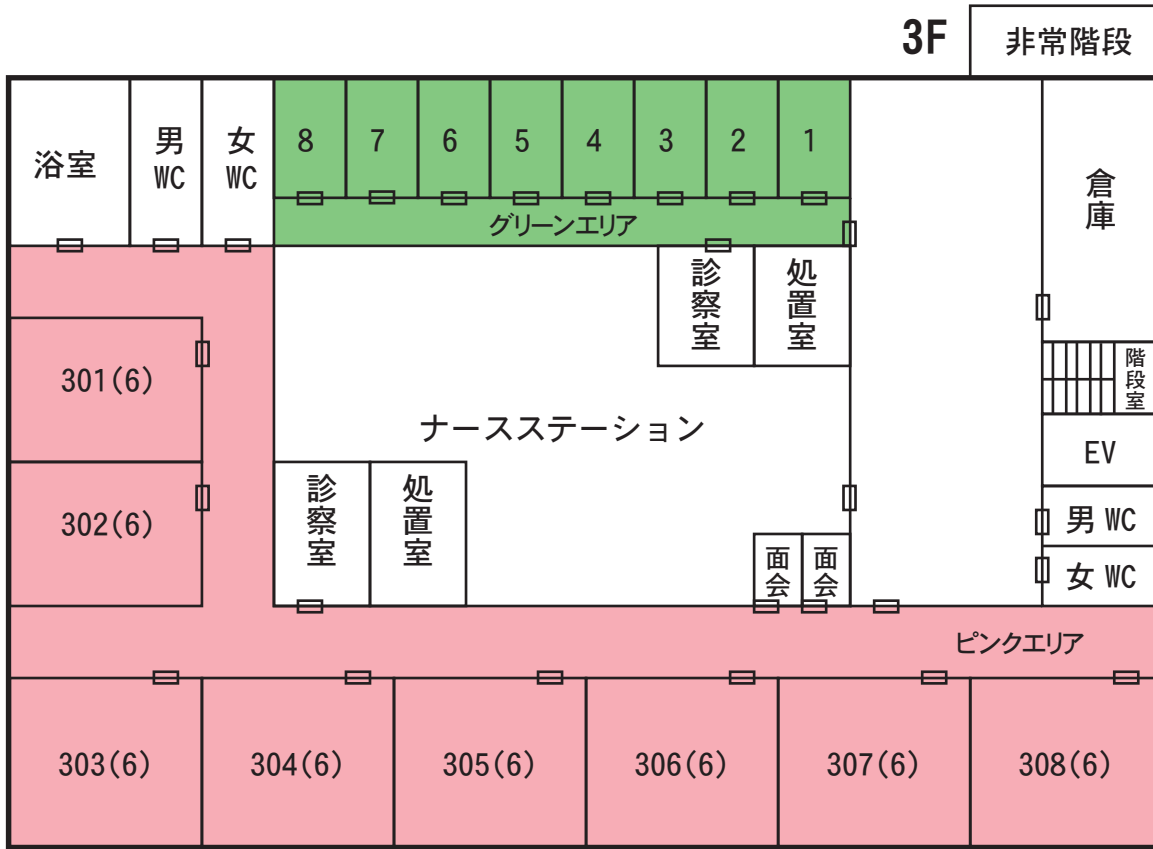 3F
非常階段
浴室
男
WC
女
WC
8
7
6
5
4
3
2
1
グリーンエリア
倉庫
診察室
処置室
301(6)
階段室
ナースステーション
EV
302(6)
診察室
処置室
男 WC
面会
面会
女 WC
ピンクエリア
303(6)
304(6)
305(6)
306(6)
307(6)
308(6)